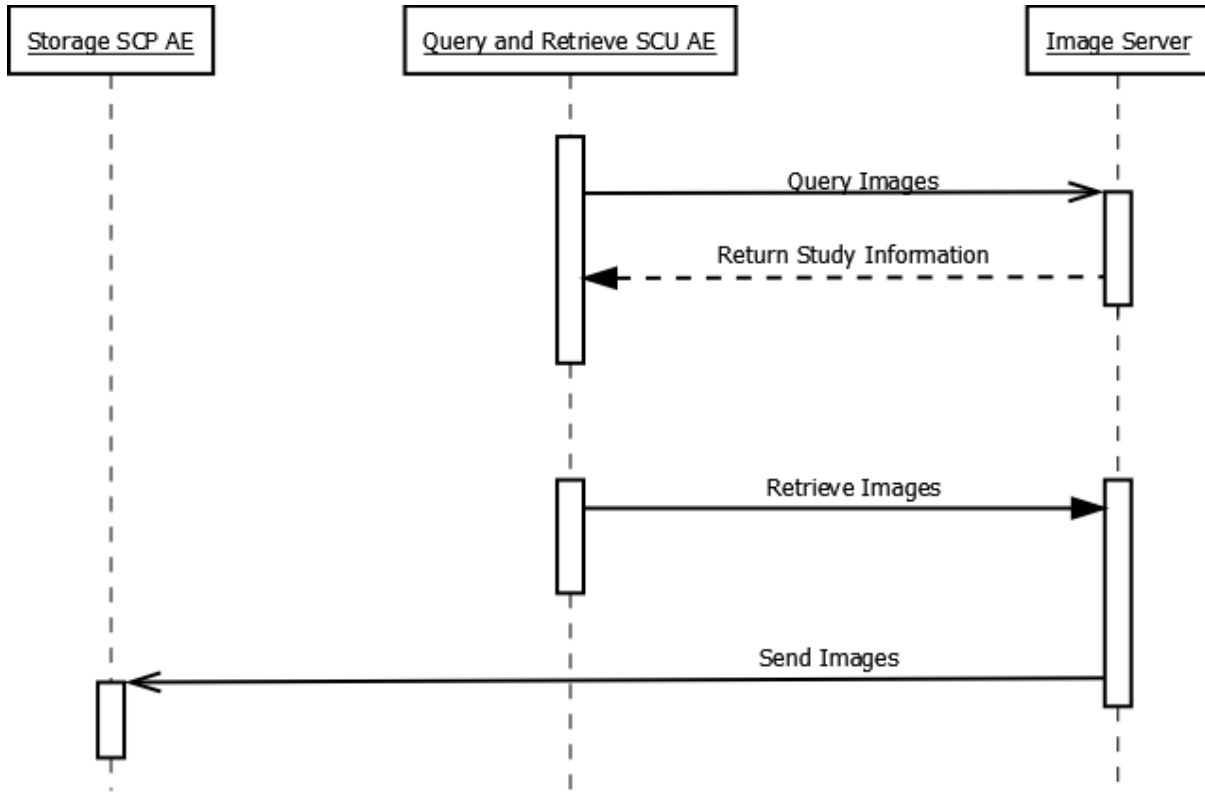 Storage SCP AE
Query and Retrieve SCU AE
Image Server
Query Images
Return Study Information
Retrieve Images
Send Images